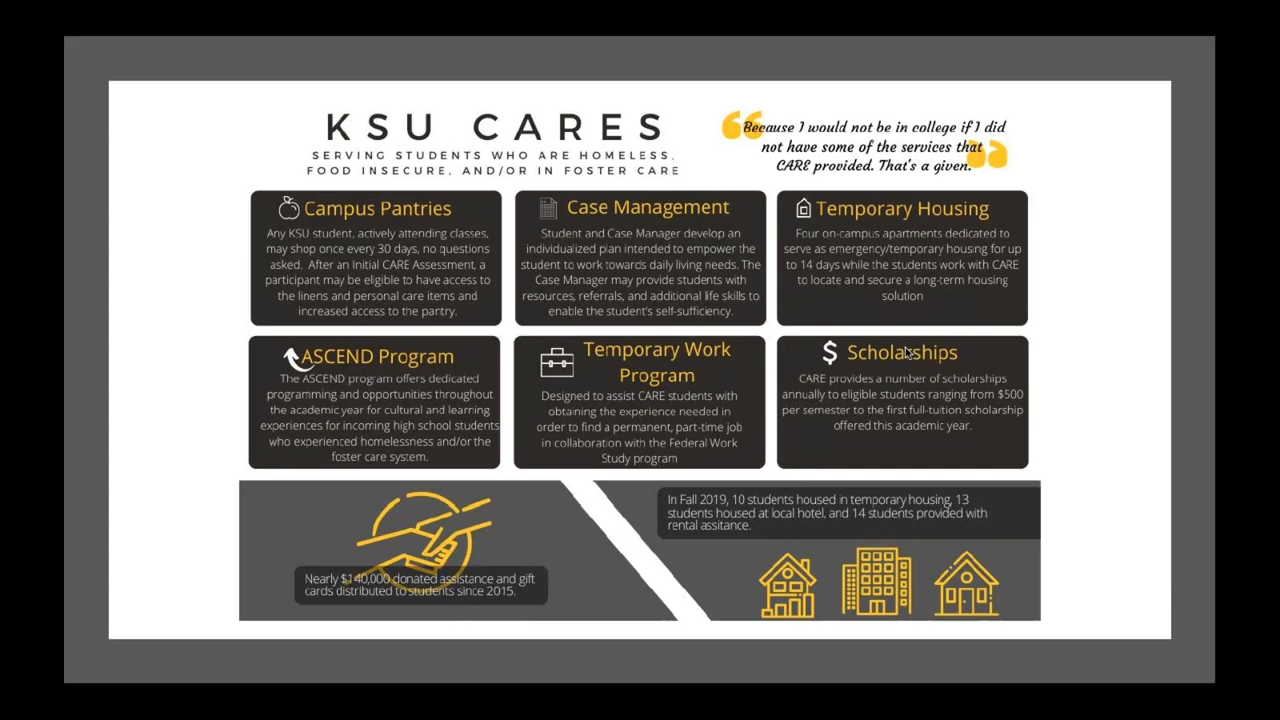 KSU CARES
SERVING STUDENTS WHO ARE HOMELESS,
FOOD INSECURE, AND/OR IN FOSTER CARE
Because I would not be in college if I did
not have some of the services that
CARE provided. That's a given.
Campus Pantries
Any KSU student, actively attending classes,
may shop once every 30 days, no questions
asked. After an Initial CARE Assessment, a
participant may be eligible to have access to
the linens and personal care items and
increased access to the pantry.
Case Management
Student and Case Manager develop an
individualized plan intended to empower the
student to work towards daily living needs. The
Case Manager may provide students with
resources, referrals, and additional life skills to
enable the student's self-sufficiency.
Temporary Housing
Four on-campus apartments dedicated to
serve as emergency/temporary housing for up
to 14 days while the students work with CARE
to locate and secure a long-term housing
solution
ASCEND Program
The ASCEND program offers dedicated
programming and opportunities throughout
the academic year for cultural and learning
experiences for incoming high school students
who experienced homelessness and/or the
foster care system.
Temporary Work
Program
Designed to assist CARE students with
obtaining the experience needed in
order to find a permanent, part-time job
in collaboration with the Federal Work
Study program
$ Scholarships
CARE provides a number of scholarships
annually to eligible students ranging from $500
per semester to the first full-tuition scholarship
offered this academic year.
Nearly $140,000 donated assistance and gift
cards distributed to students since 2015.
In Fall 2019, 10 students housed in temporary housing, 13
students housed at local hotel, and 14 students provided with
rental assitance.